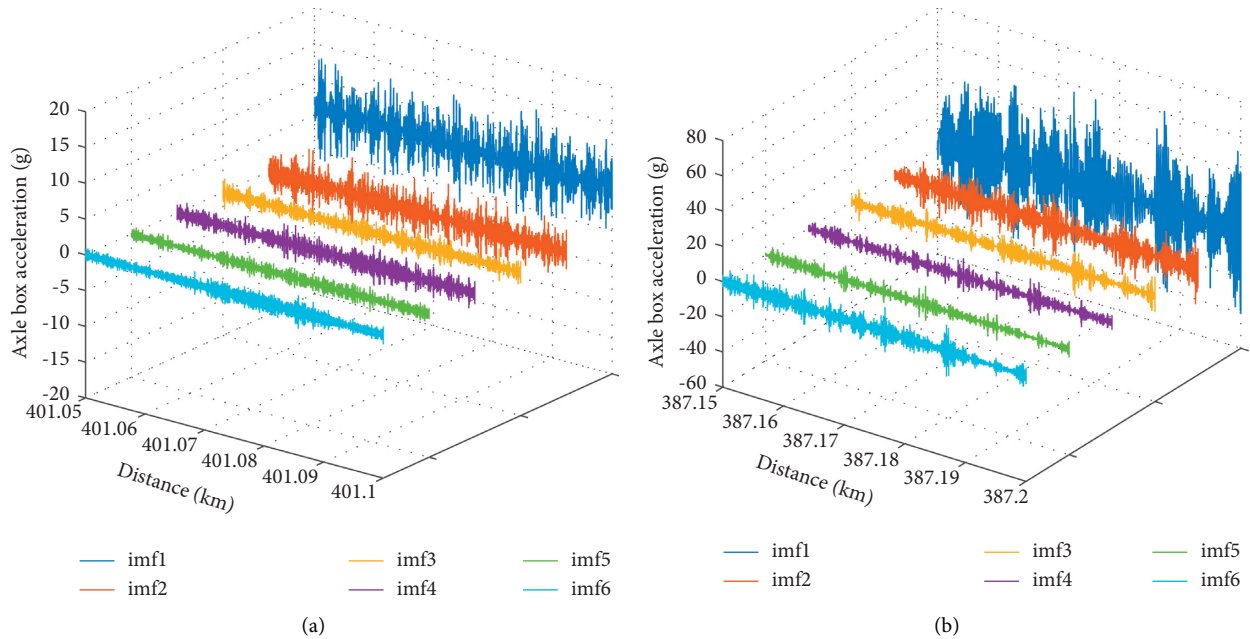 20
15
10
5
0
-5
-10
-15
-20
Axle box acceleration (g)
401.05
401.06
401.07
401.08
401.09
401.1
Distance (km)
imf1
imf2
imf3
imf4
imf5
imf6
(a)
80
60
40
20
0
-20
-40
-60
Axle box acceleration (g)
387.15
387.16
387.17
387.18
387.19
387.2
Distance (km)
imf1
imf2
imf3
imf4
imf5
imf6
(b)